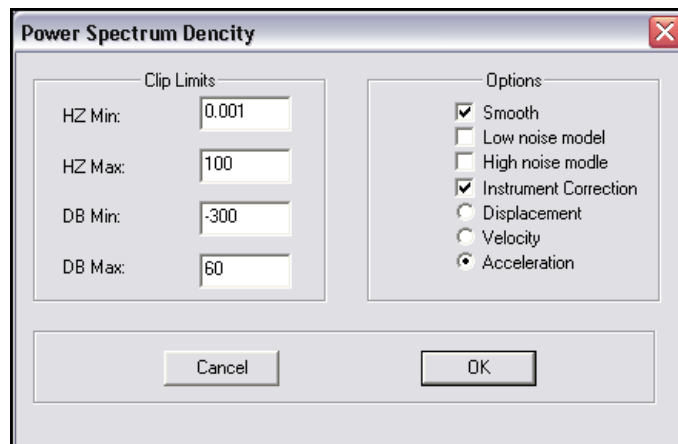 Power Spectrum Dencity
Clip Limits
HZ Min: 0.001
HZ Max: 100
DB Min: -300
DB Max: 60
Options
Smooth
Low noise model
High noise modle
Instrument Correction
Displacement
Velocity
Acceleration
Cancel
OK